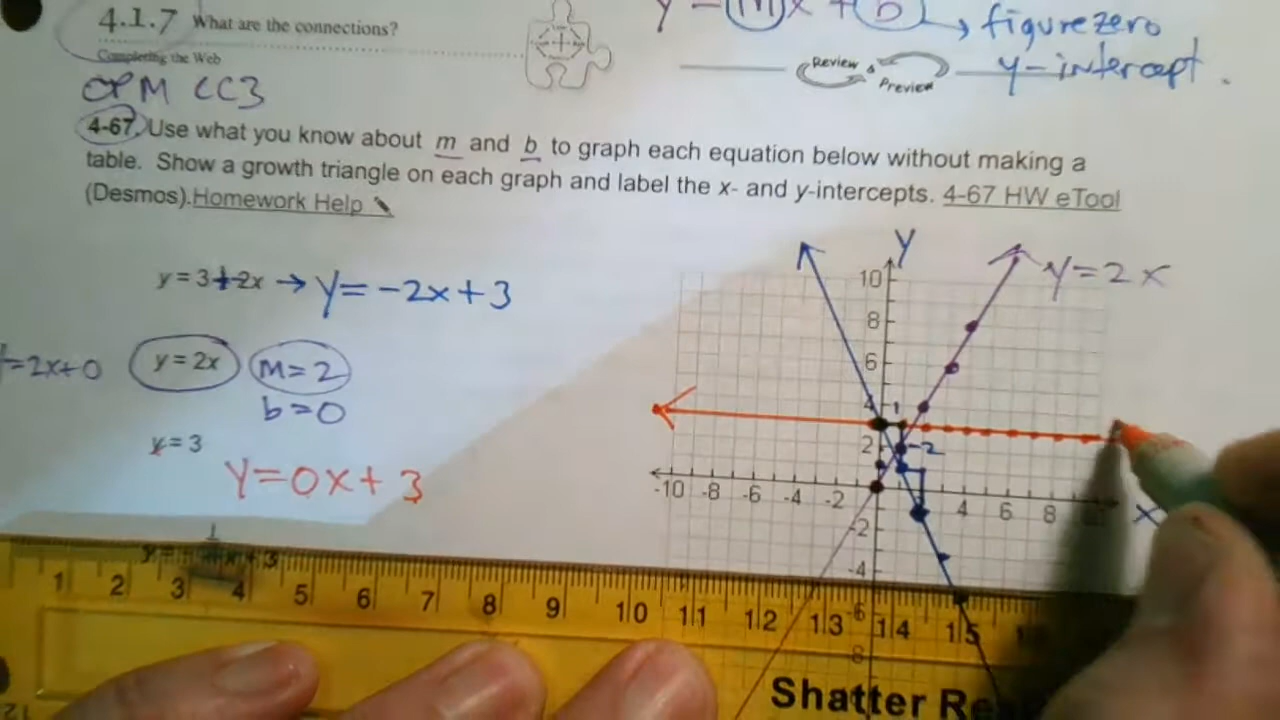 4.1.7 What are the connections?
Completing the Web
y = m x + b → figure zero
y-intercept.
Review & Preview
CPM CC3
4-67. Use what you know about m and b to graph each equation below without making a
table. Show a growth triangle on each graph and label the x- and y-intercepts. 4-67 HW eTool
(Desmos). Homework Help ✎
y = 3+-2x → y = -2x + 3
=2x+0 y = 2x m = 2
b = 0
y = 3
y = 0x + 3
Y
y = 2x
10
8
6
4 1
2 -2
-10 -8 -6 -4 -2 4 6 8 x
-2
-4
-6
8
1 2 3 4 5 6 7 8 9 10 11 12 13 14 15
12
Shatter Re